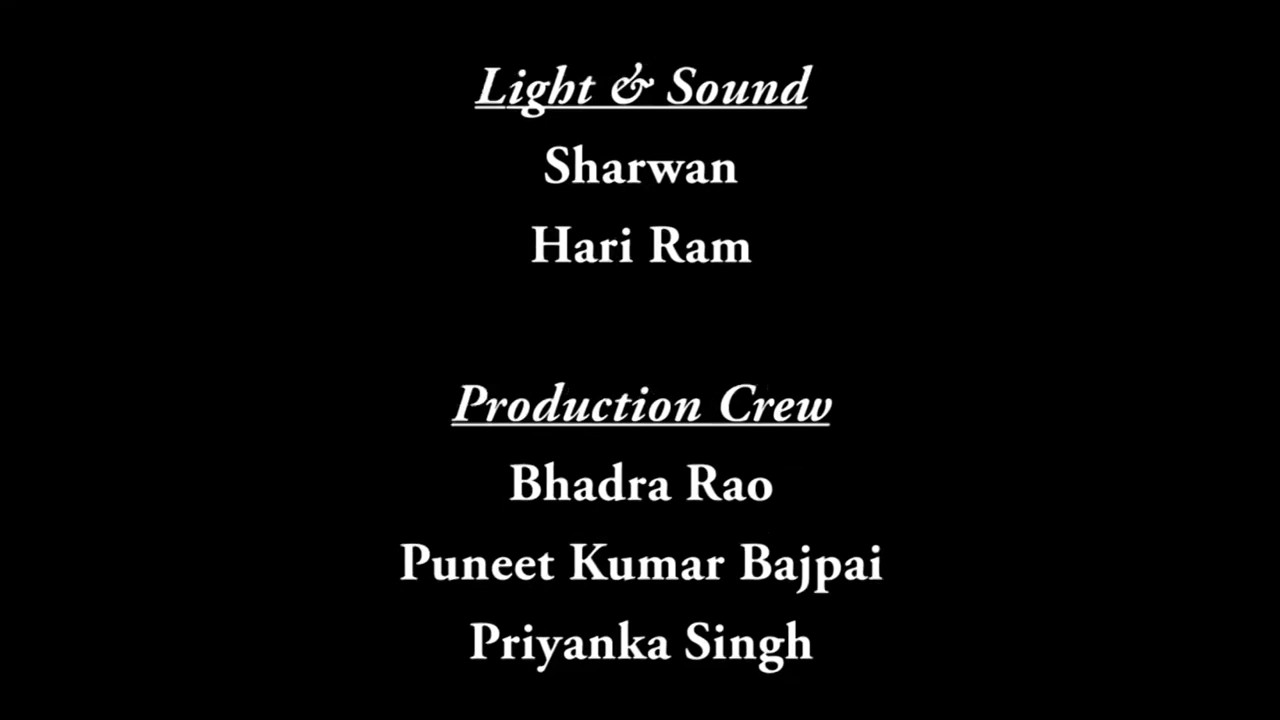 Light & Sound
Sharwan
Hari Ram
Production Crew
Bhadra Rao
Puneet Kumar Bajpai
Priyanka Singh